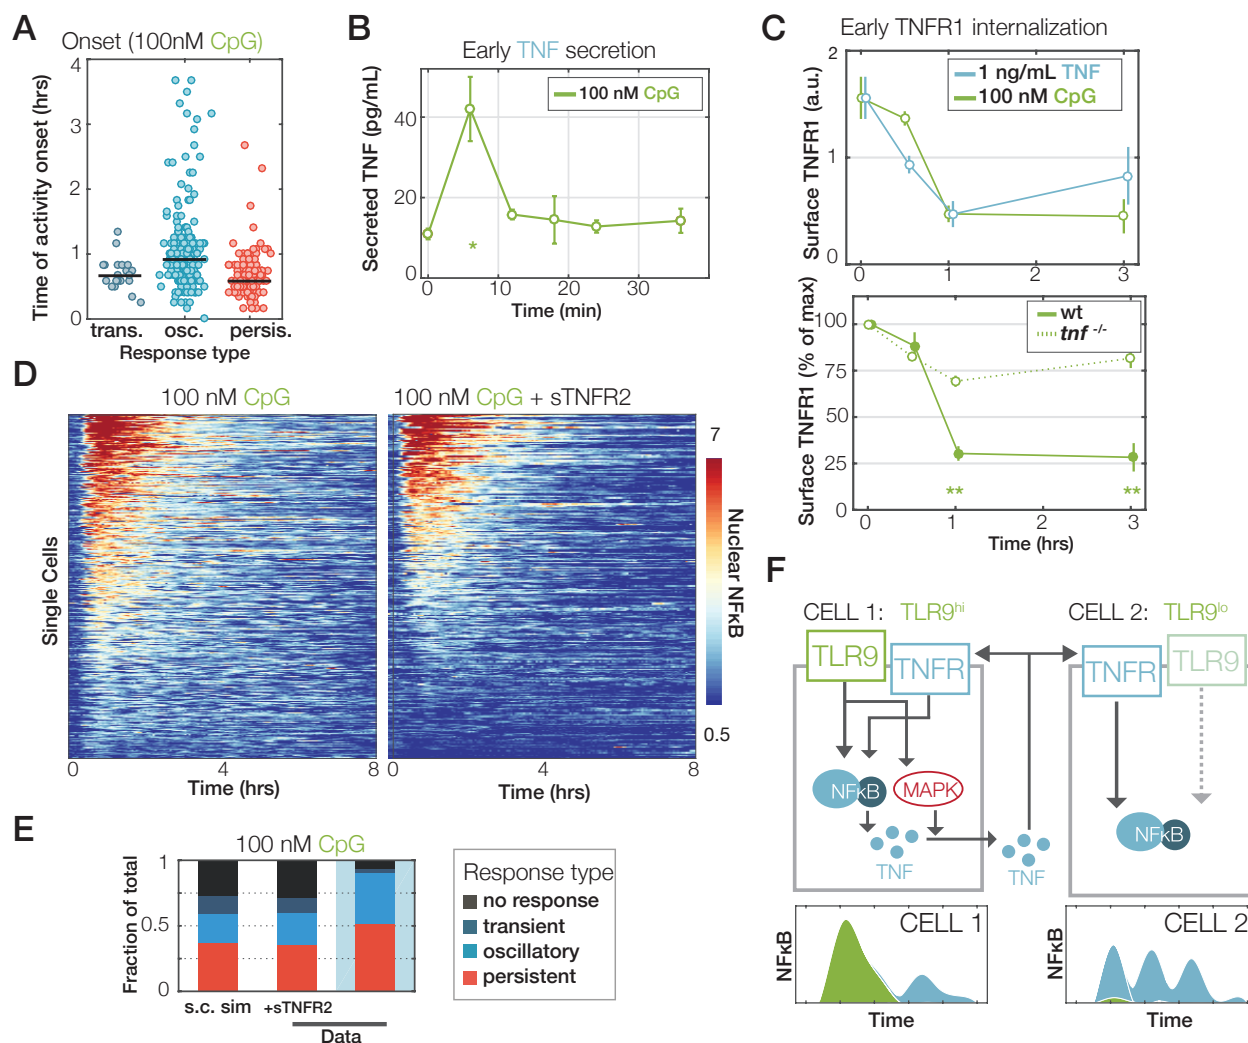 A
Onset (100nM CpG)
Time of activity onset (hrs)
4
3
2
1
0
trans. osc. persis.
Response type
B
Early TNF secretion
100 nM CpG
Secreted TNF (pg/mL)
40
20
0
*
0 10 20 30
Time (min)
C
Early TNFR1 internalization
1 ng/mL TNF
100 nM CpG
Surface TNFR1 (a.u.)
2
1
0
0 1 2 3
wt
tnf -/-
Surface TNFR1 (% of max)
100
75
50
25
0
** **
0 1 2 3
Time (hrs)
D
100 nM CpG
100 nM CpG + sTNFR2
Single Cells
0 4 8
Time (hrs)
0 4 8
Time (hrs)
7
Nuclear NFκB
0.5
E
100 nM CpG
Fraction of total
1
0.5
0
s.c. sim +sTNFR2
Data
Response type
no response
transient
oscillatory
persistent
F
CELL 1: TLR9hi
CELL 2: TLR9lo
TLR9
TNFR
TNFR
TLR9
NFκB
MAPK
TNF
TNF
NFκB
CELL 1
NFκB
Time
CELL 2
NFκB
Time